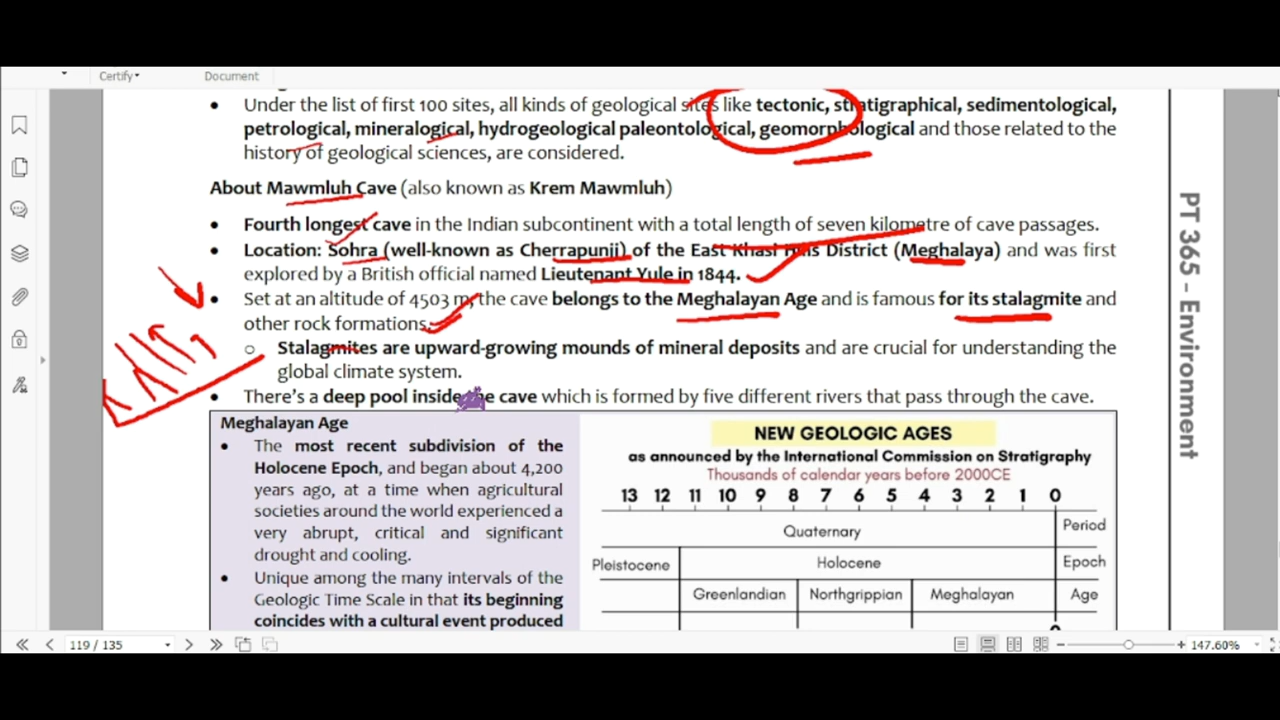 Certify
Document
Under the list of first 100 sites, all kinds of geological sites like tectonic, stratigraphical, sedimentological,
petrological, mineralogical, hydrogeological paleontological, geomorphological and those related to the
history of geological sciences, are considered.
About Mawmluh Cave (also known as Krem Mawmluh)
• Fourth longest cave in the Indian subcontinent with a total length of seven kilometre of cave passages.
• Location: Sohra (well-known as Cherrapunji) of the East Khasi Hills District (Meghalaya) and was first
explored by a British official named Lieutenant Yule in 1844.
• Set at an altitude of 4503 m, the cave belongs to the Meghalayan Age and is famous for its stalagmite and
other rock formations.
o Stalagmites are upward-growing mounds of mineral deposits and are crucial for understanding the
global climate system.
• There's a deep pool inside the cave which is formed by five different rivers that pass through the cave.
Meghalayan Age
• The most recent subdivision of the
Holocene Epoch, and began about 4,200
years ago, at a time when agricultural
societies around the world experienced a
very abrupt, critical and significant
drought and cooling.
• Unique among the many intervals of the
Geologic Time Scale in that its beginning
coincides with a cultural event produced
NEW GEOLOGIC AGES
as announced by the International Commission on Stratigraphy
Thousands of calendar years before 2000CE
13 12 11 10 9 8 7 6 5 4 3 2 1 0
Quaternary Period
Pleistocene Holocene Epoch
Greenlandian Northgrippian Meghalayan Age
PT 365 - Environment
119 / 135
147.60%